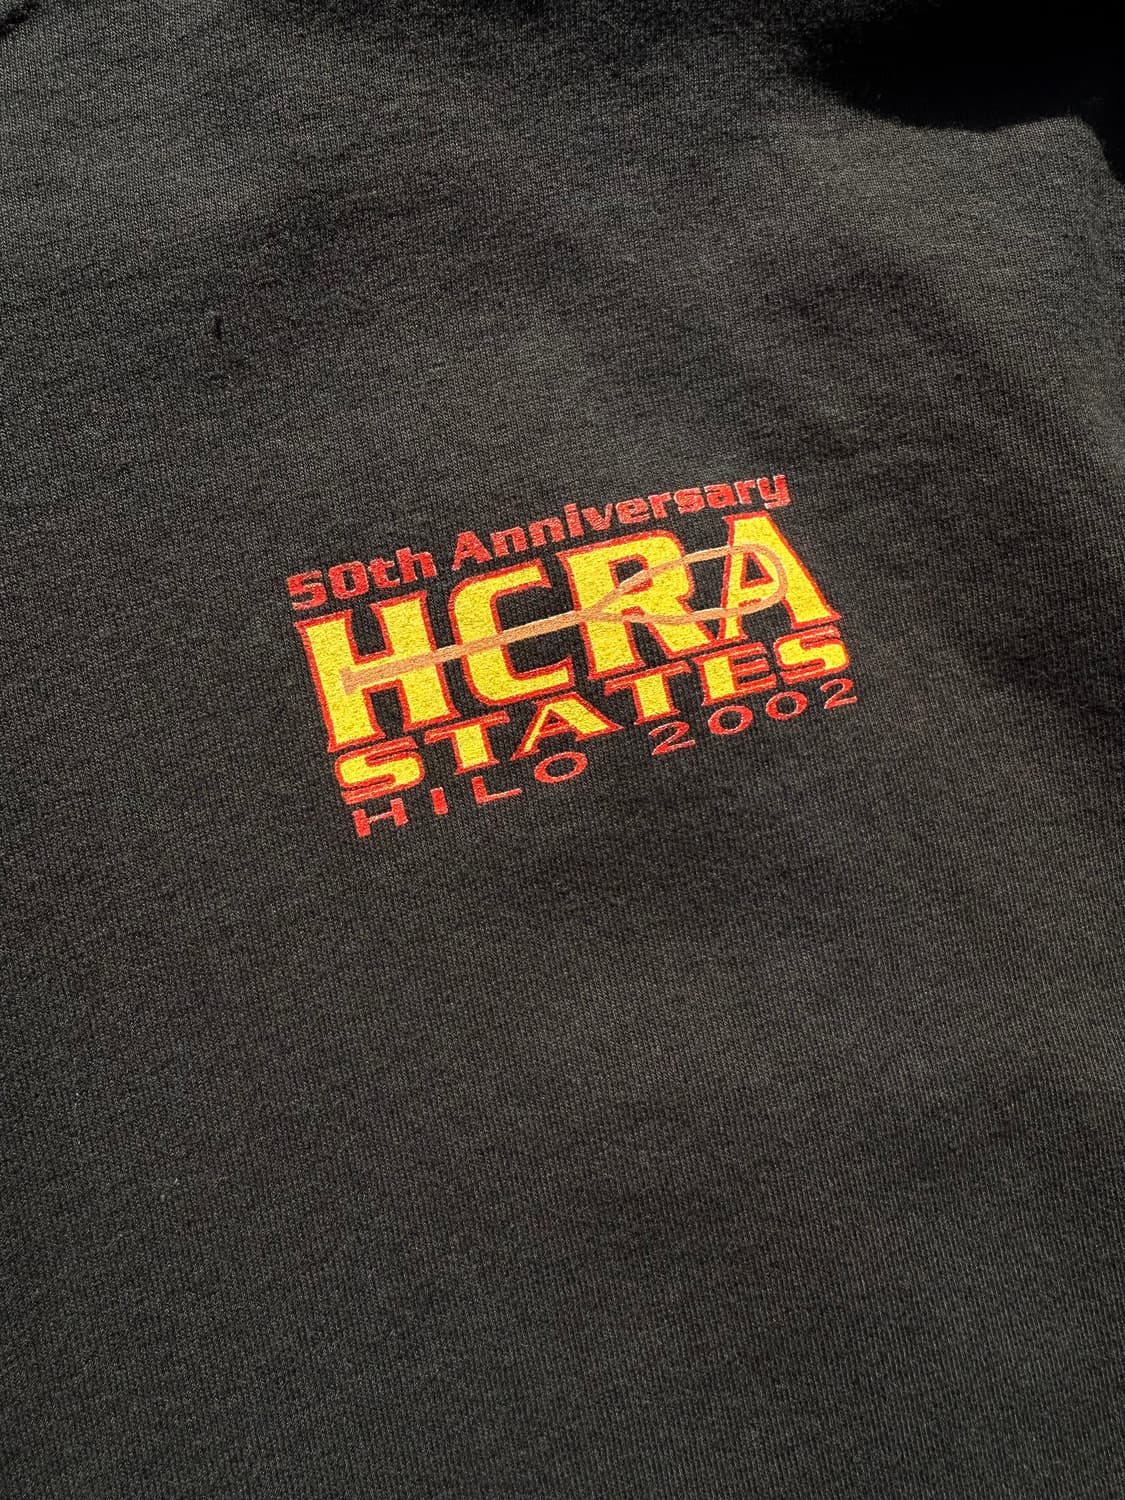 50th Anniversary
HCRA
STATES
HILO 2002